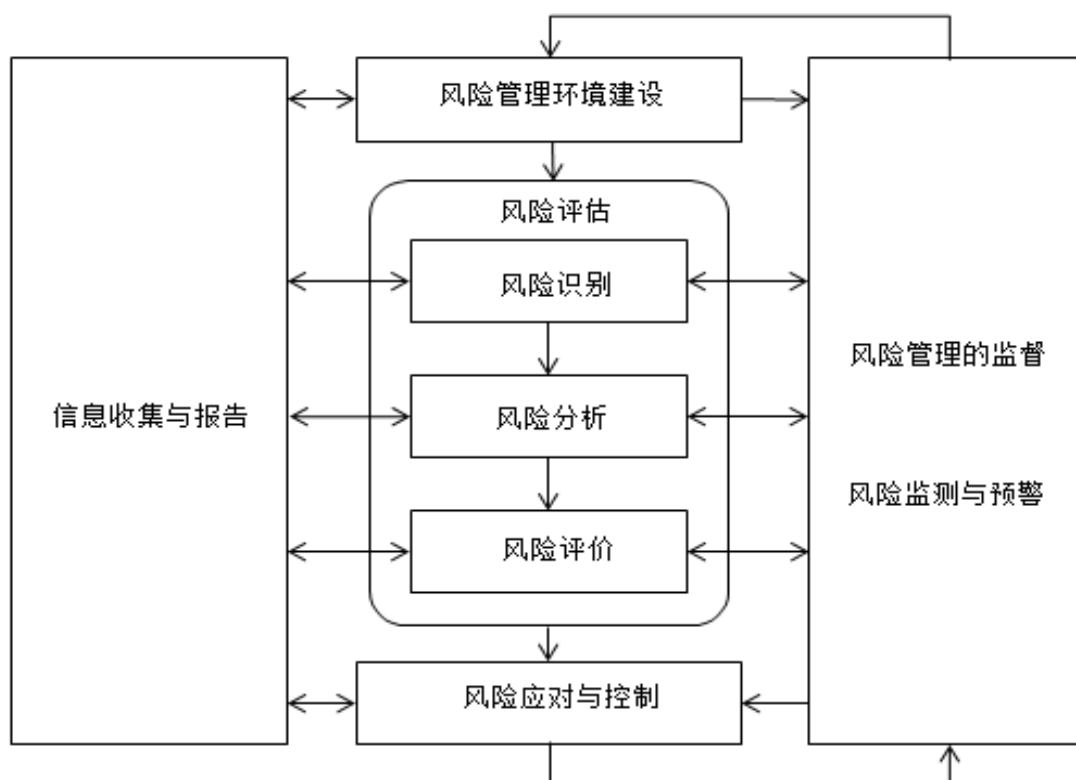 风险管理环境建设
风险评估
风险识别
风险管理的监督
信息收集与报告
风险分析
风险监测与预警
风险评价
风险应对与控制